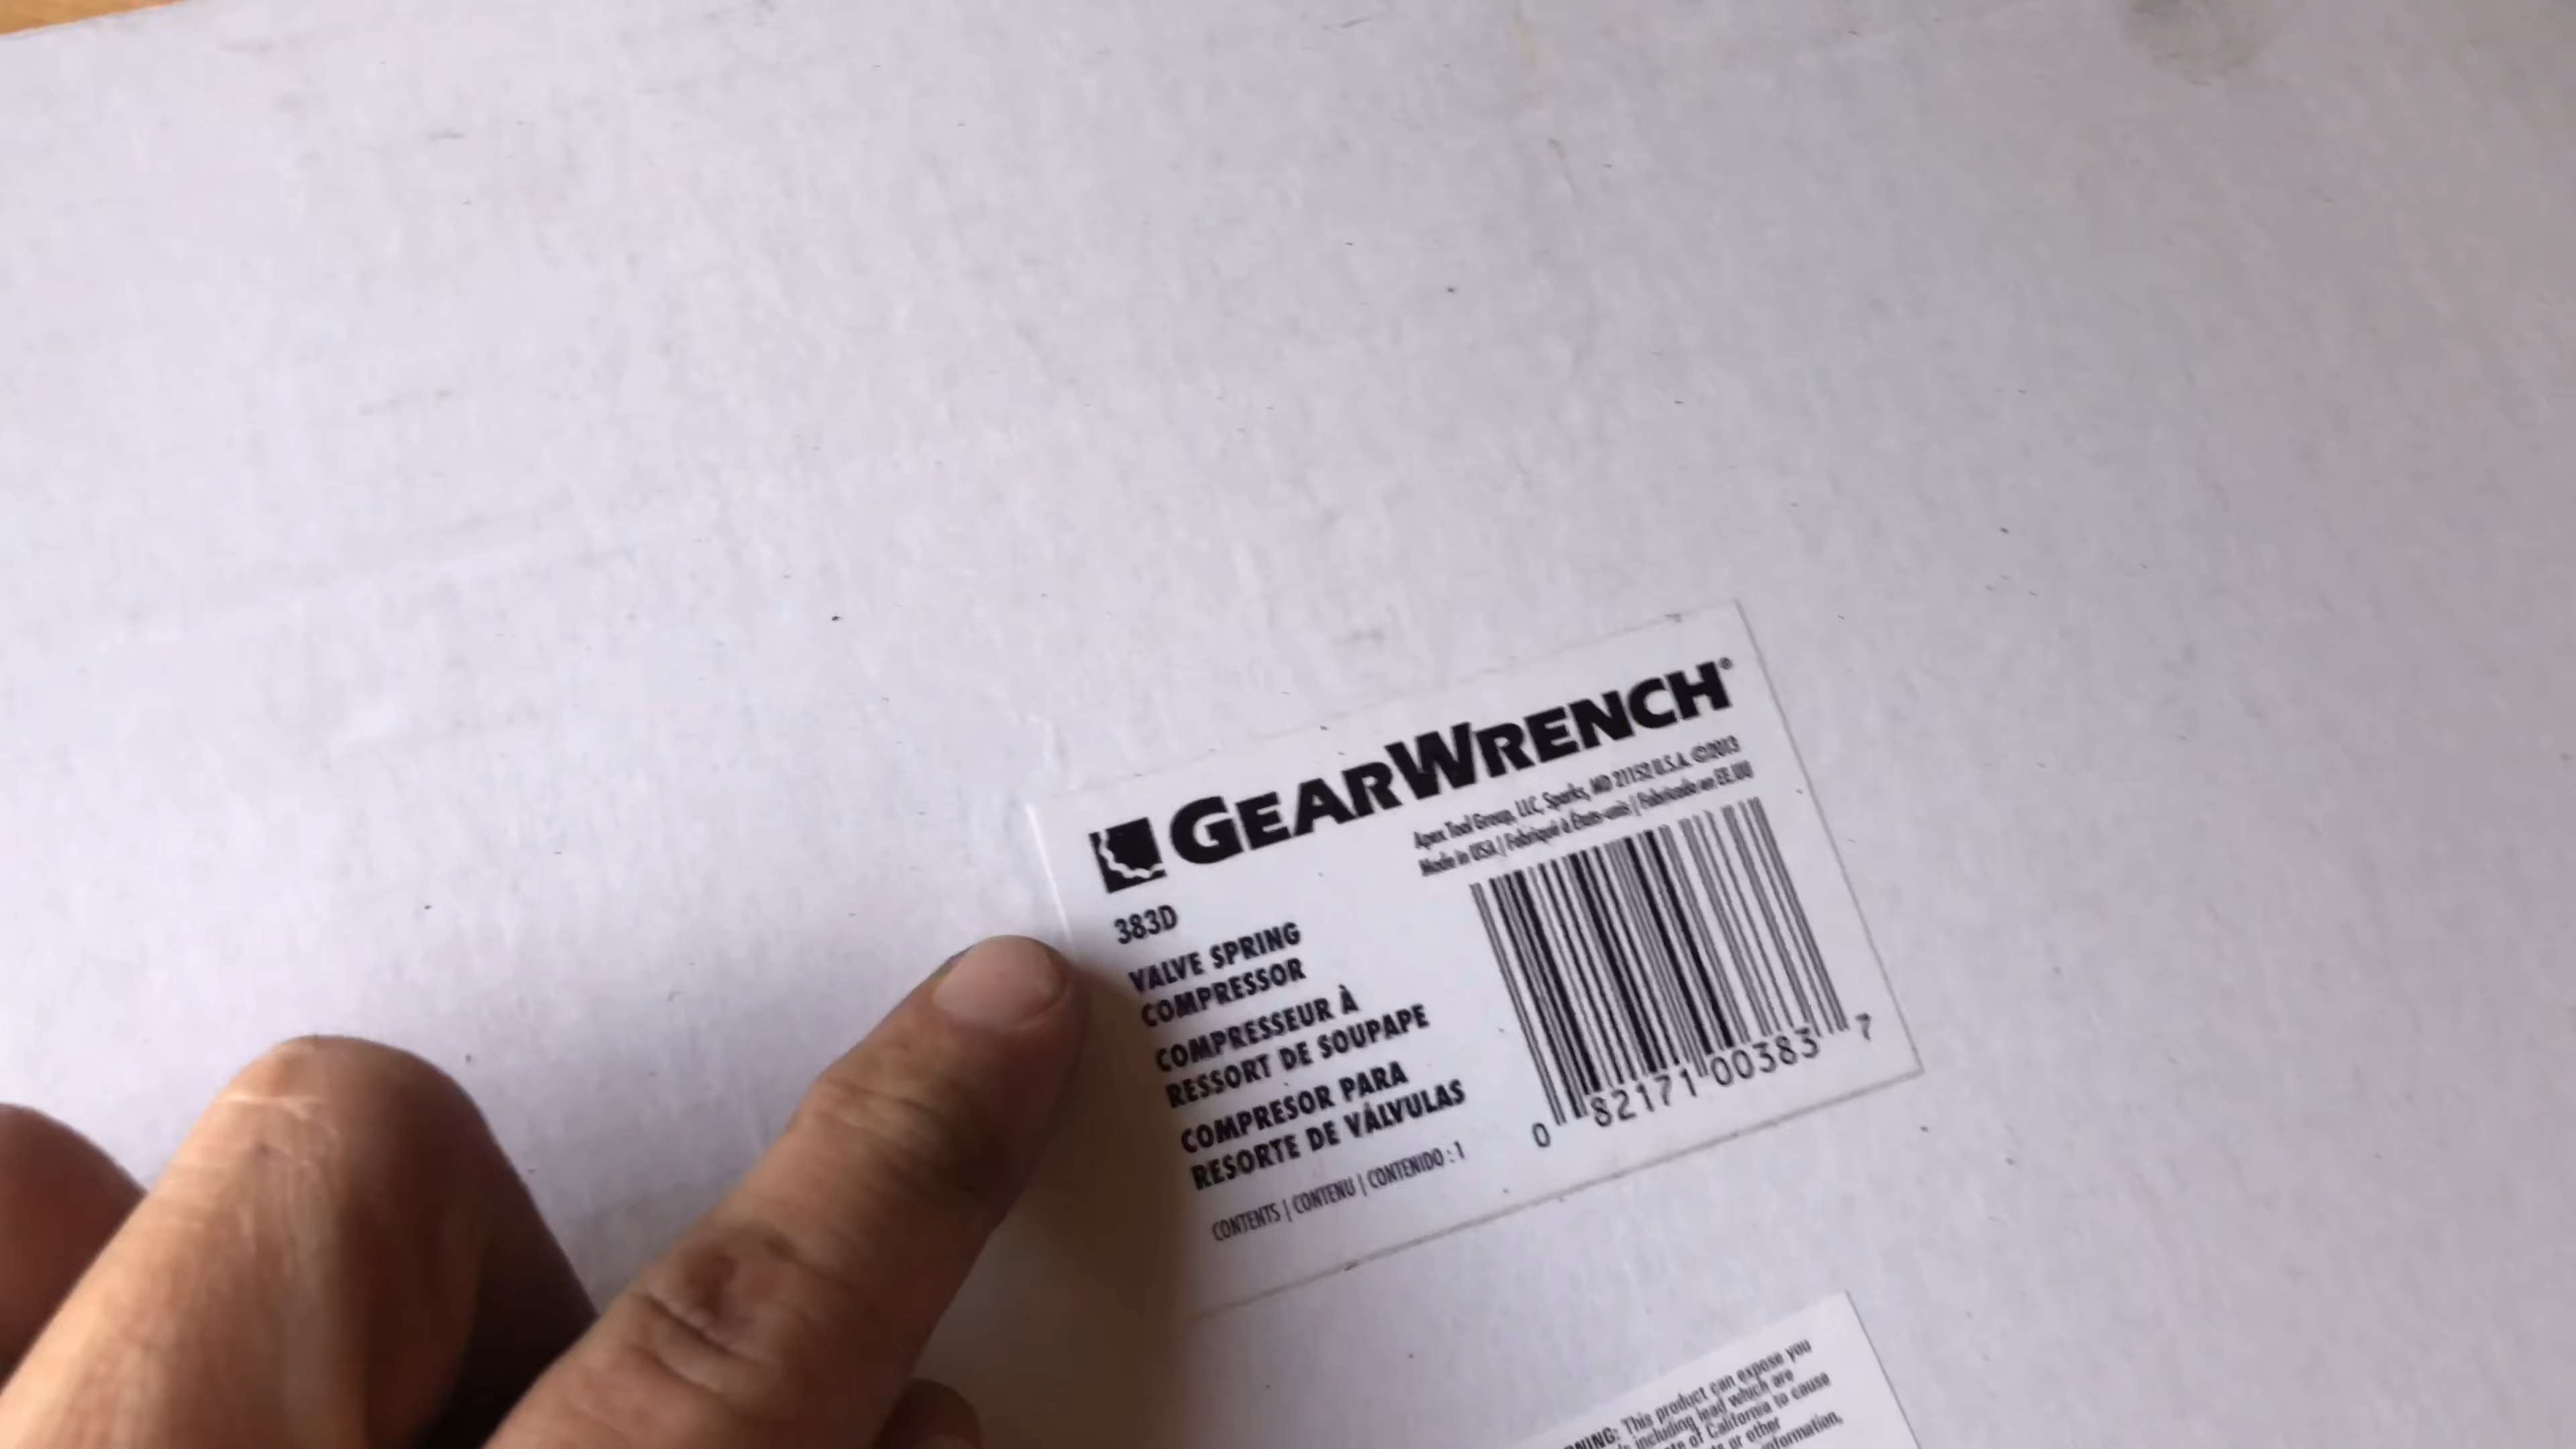 GEARWRENCH®
Apex Tool Group, LLC, Sparks, MD 21152 U.S.A. ©2013
Made in USA | Fabriqué à États-unis | Fabricado en EE.UU
383D
VALVE SPRING
COMPRESSOR
COMPRESSEUR À
RESSORT DE SOUPAPE
COMPRESOR PARA
RESORTE DE VÁLVULAS
CONTENTS | CONTENU | CONTENIDO : 1
0 82171 00383 7
This product can expose you
including lead which are
of California to cause
or other
information,